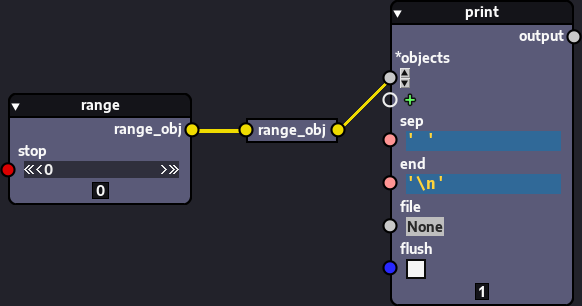 range
range_obj
stop
0
0
range_obj
print
output
*objects
+
sep
' '
end
'\n'
file
None
flush
1